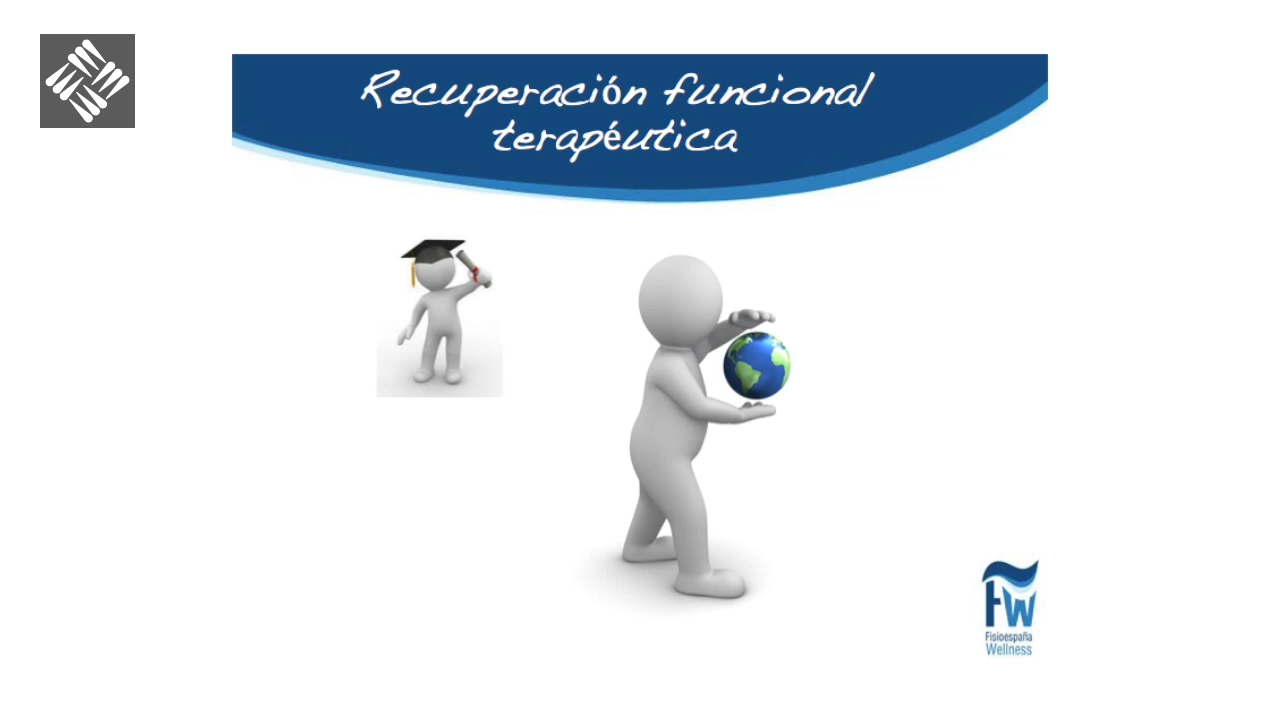 Recuperación funcional
terapéutica
FW
Fisioespaña
Wellness